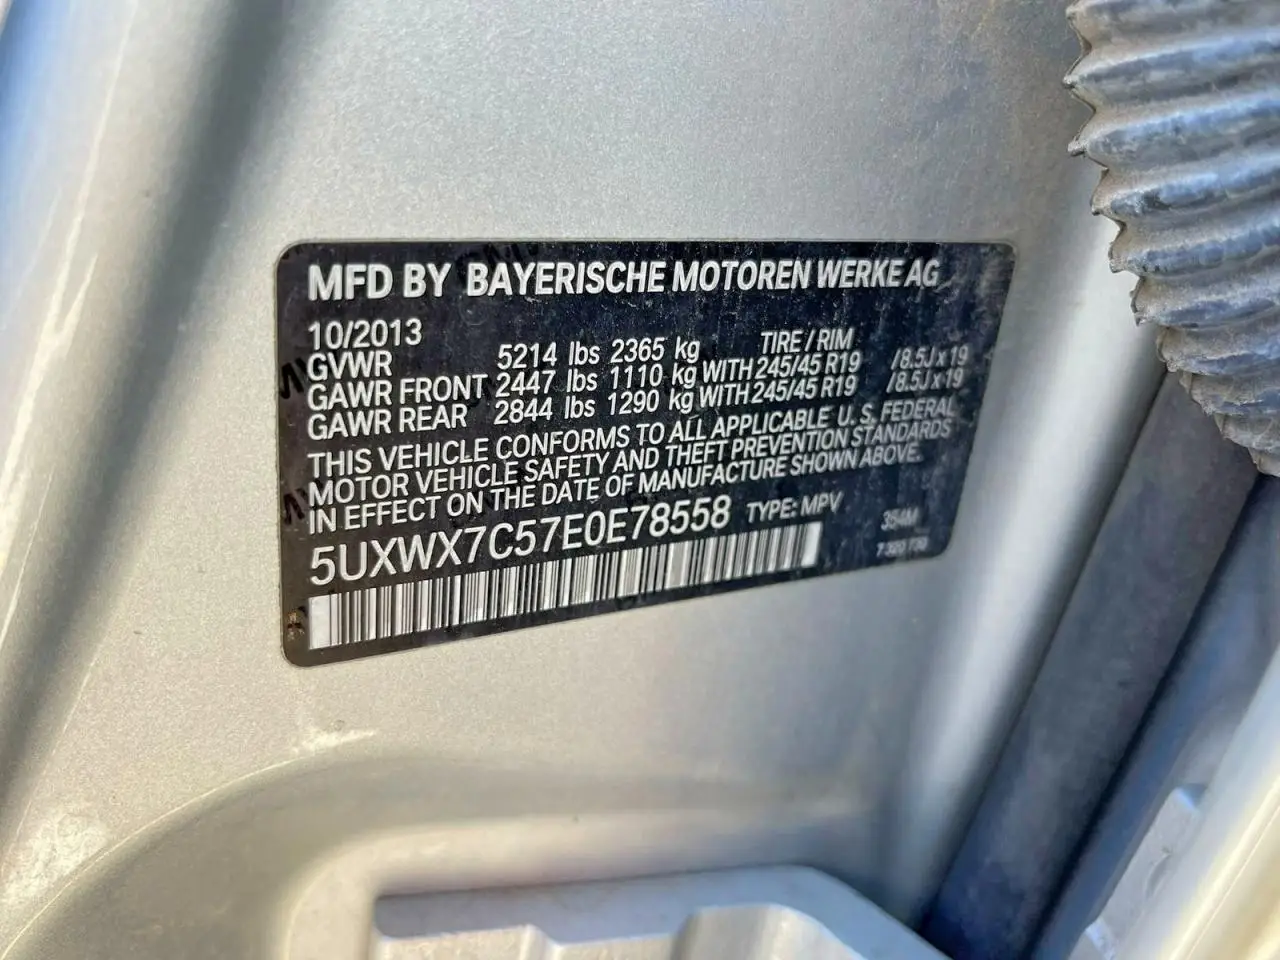 MFD BY BAYERISCHE MOTOREN WERKE AG
10/2013
GVWR 5214 lbs 2365 kg TIRE / RIM
GAWR FRONT 2447 lbs 1110 kg WITH 245/45 R19 /8.5J x 19
GAWR REAR 2844 lbs 1290 kg WITH 245/45 R19 /8.5J x 19
THIS VEHICLE CONFORMS TO ALL APPLICABLE U.S. FEDERAL
MOTOR VEHICLE SAFETY AND THEFT PREVENTION STANDARDS
IN EFFECT ON THE DATE OF MANUFACTURE SHOWN ABOVE.
5UXWX7C57E0E78558 TYPE: MPV 354M
7 320 730